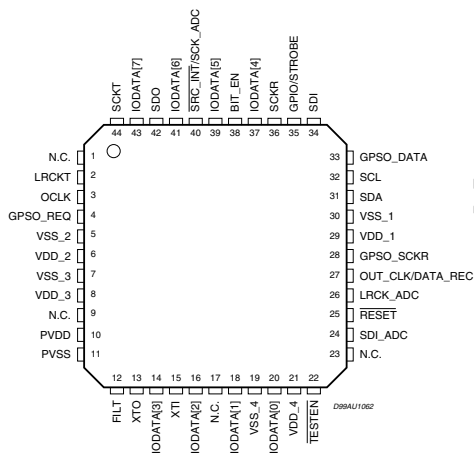 SCKT
IODATA[7]
SDO
IODATA[6]
SRC_INT/SCK_ADC
IODATA[5]
BIT_EN
IODATA[4]
SCKR
GPIO/STROBE
SDI
44 43 42 41 40 39 38 37 36 35 34
N.C. 1
LRCKT 2
OCLK 3
GPSO_REQ 4
VSS_2 5
VDD_2 6
VSS_3 7
VDD_3 8
N.C. 9
PVDD 10
PVSS 11
33 GPSO_DATA
32 SCL
31 SDA
30 VSS_1
29 VDD_1
28 GPSO_SCKR
27 OUT_CLK/DATA_REC
26 LRCK_ADC
25 RESET
24 SDI_ADC
23 N.C.
12 13 14 15 16 17 18 19 20 21 22
FILT
XTO
IODATA[3]
XTI
IODATA[2]
N.C.
IODATA[1]
VSS_4
IODATA[0]
VDD_4
TESTEN
D99AU1062